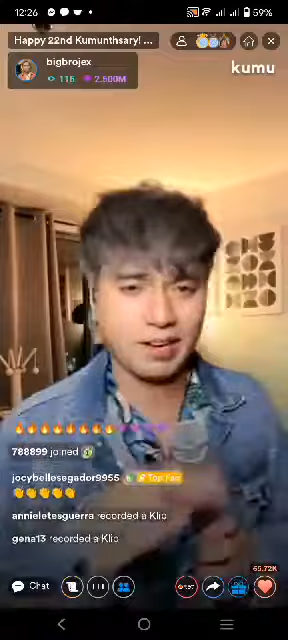 12:26
59%
Happy 22nd Kumunthsary! ...
bigbrojex
116 2.500M
kumu
788899 joined
jocybellesegador9955 Top Fan
annieletesguerra recorded a Klip
gena13 recorded a Klip
65.72K
Chat